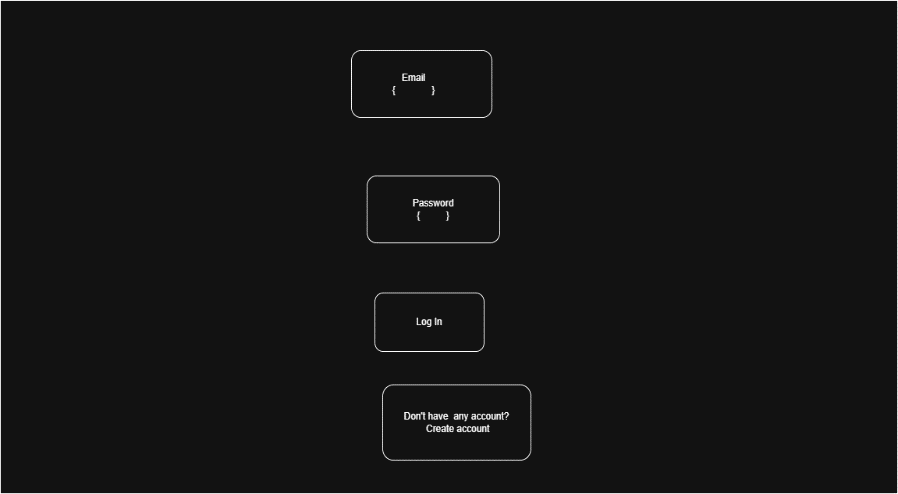 Email
{ }
Password
{ }
Log In
Don't have any account?
Create account